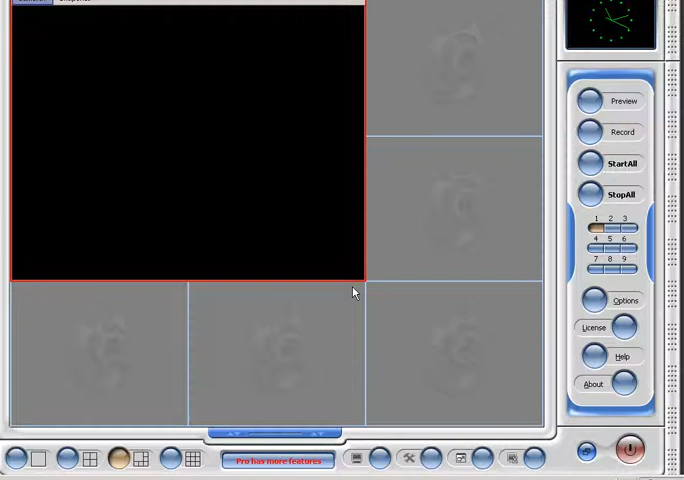 Preview
Record
StartAll
StopAll
1 2 3
4 5 6
7 8 9
Options
License
Help
About
Pro has more features